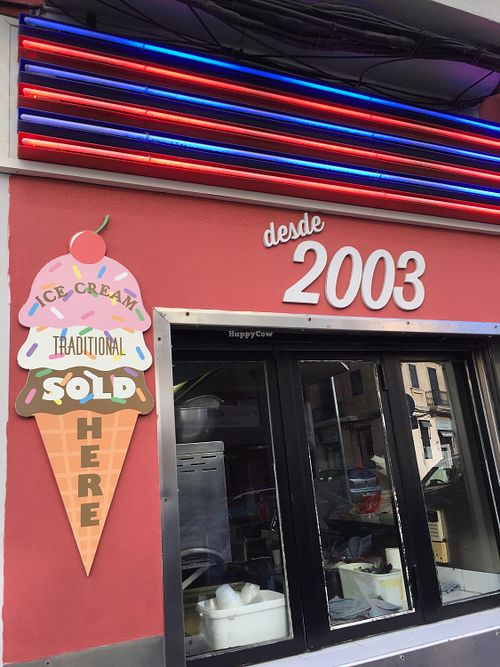 desde
2003
ICE CREAM
TRADITIONAL
SOLD
HERE
HappyCow